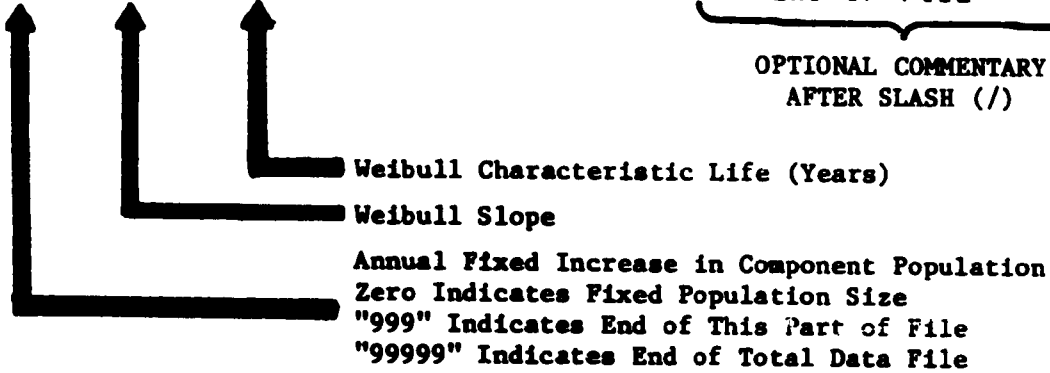 OPTIONAL COMMENTARY
AFTER SLASH (/)
Weibull Characteristic Life (Years)
Weibull Slope
Annual Fixed Increase in Component Population
Zero Indicates Fixed Population Size
"999" Indicates End of This Part of File
"99999" Indicates End of Total Data File